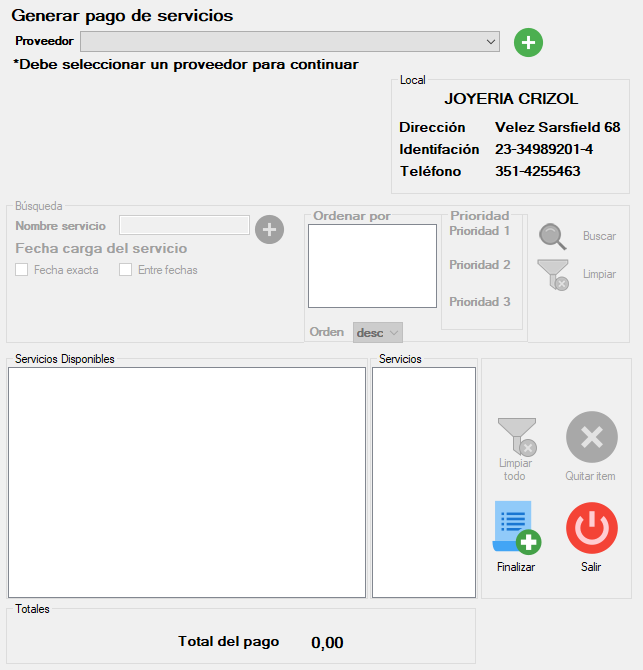 Generar pago de servicios
Proveedor
*Debe seleccionar un proveedor para continuar
Local
JOYERIA CRIZOL
Dirección Velez Sarsfield 68
Identifación 23-34989201-4
Teléfono 351-4255463
Búsqueda
Nombre servicio
Fecha carga del servicio
Fecha exacta Entre fechas
Ordenar por
Orden desc
Prioridad
Prioridad 1
Prioridad 2
Prioridad 3
Buscar
Limpiar
Servicios Disponibles
Servicios
Limpiar
todo
Quitar item
Finalizar
Salir
Totales
Total del pago 0,00